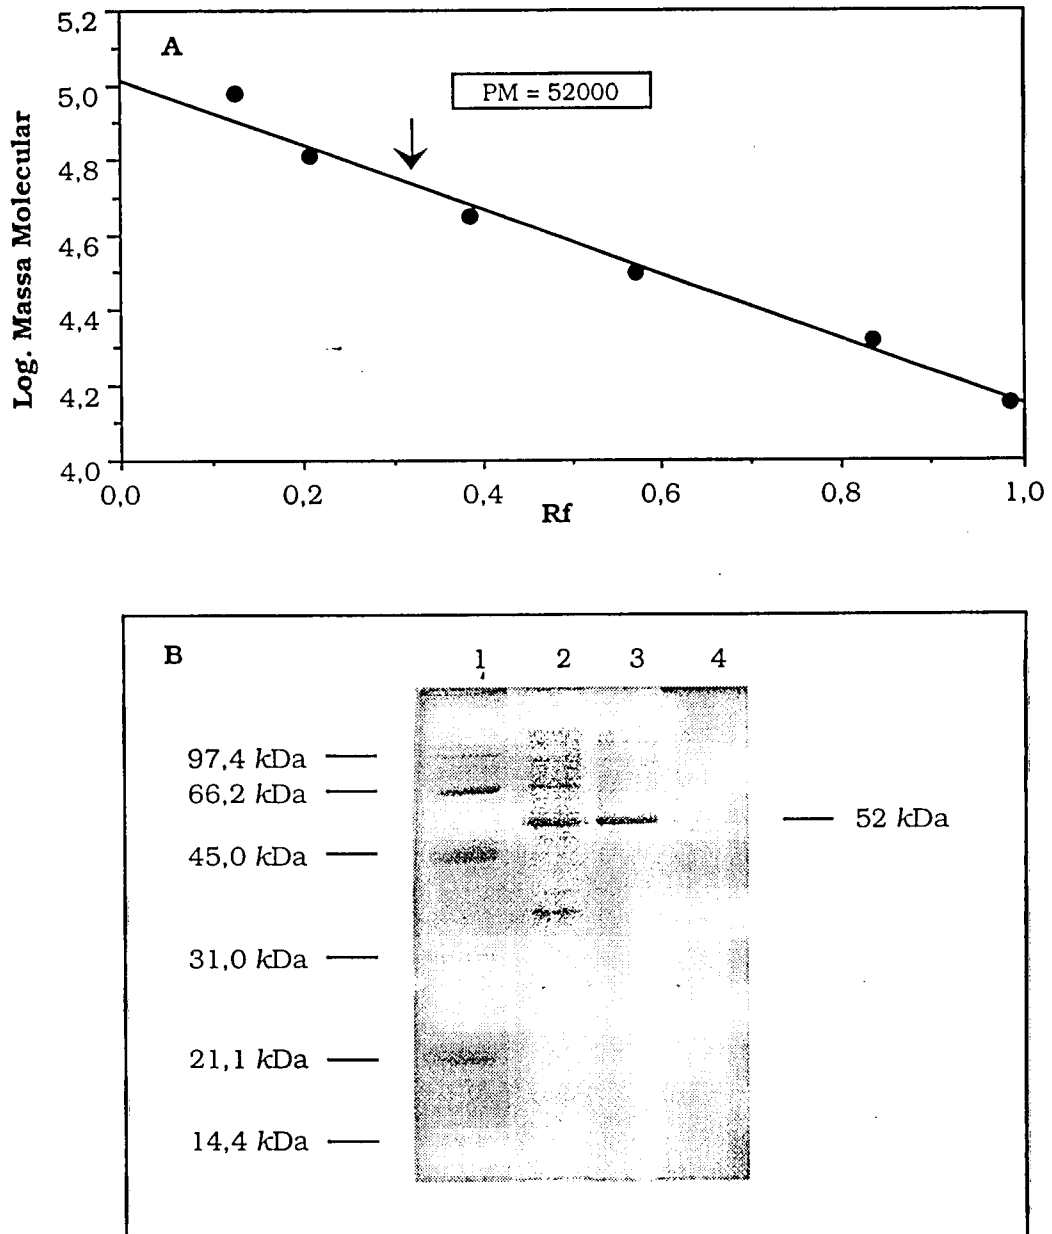 A
PM = 52000
Log. Massa Molecular
5,2
5,0
4,8
4,6
4,4
4,2
4,0
0,0 0,2 0,4 0,6 0,8 1,0
Rf
B
1 2 3 4
97,4 kDa
66,2 kDa
52 kDa
45,0 kDa
31,0 kDa
21,1 kDa
14,4 kDa